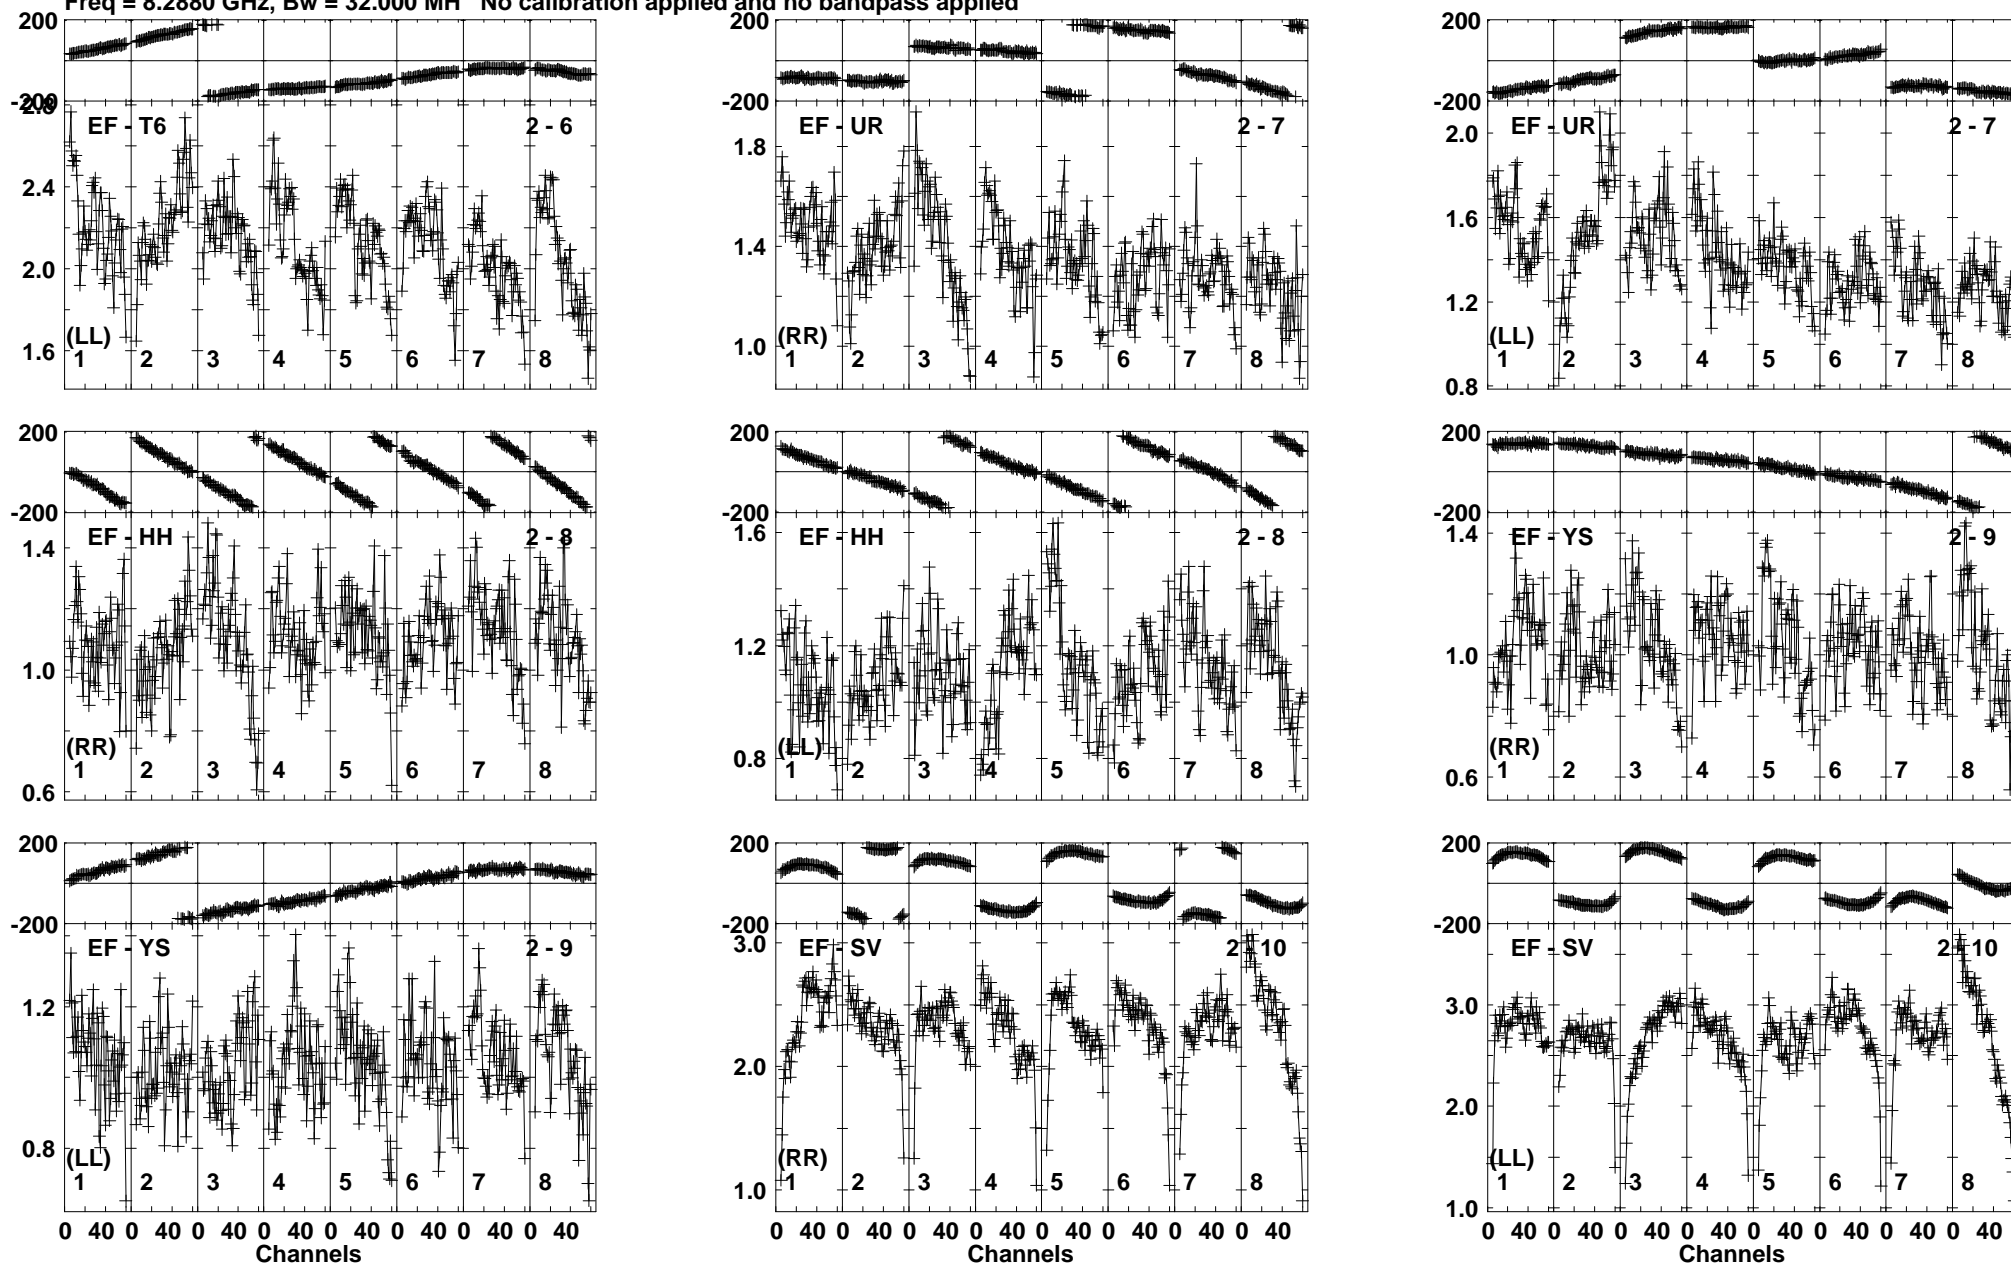 Freq = 8.2880 GHz, Bw = 32.000 MH No calibration applied and no bandpass applied
200 200 200
-200 -200 -200
2.8
EF - T6 2 - 6 EF - UR 2 - 7 EF - UR 2 - 7
2.0
1.8
2.4
1.6
1.4
2.0
1.2
(LL) (RR) (LL)
1.6 1.0
1 2 3 4 5 6 7 8 1 2 3 4 5 6 7 8 1 2 3 4 5 6 7 8
0.8
200 200 200
-200 -200 -200
EF - HH 2 - 8 EF - HH 2 - 8 EF - YS 2 - 9
1.4 1.6 1.4
1.0 1.2 1.0
(RR) (LL) (RR)
0.8
1 2 3 4 5 6 7 8 1 2 3 4 5 6 7 8 1 2 3 4 5 6 7 8
0.6 0.6
200 200 200
-200 -200 -200
EF - YS 2 - 9 EF - SV 2 - 10 EF - SV 2 - 10
3.0
1.2 3.0
2.0
2.0
0.8
(LL) (RR) (LL)
1 2 3 4 5 6 7 8 1 2 3 4 5 6 7 8 1 2 3 4 5 6 7 8
1.0 1.0
0 40 0 40 0 40 0 40 0 40 0 40 0 40 0 40 0 40 0 40 0 40 0 40 0 40 0 40 0 40 0 40 0 40 0 40 0 40 0 40 0 40 0 40 0 40 0 40
Channels Channels Channels